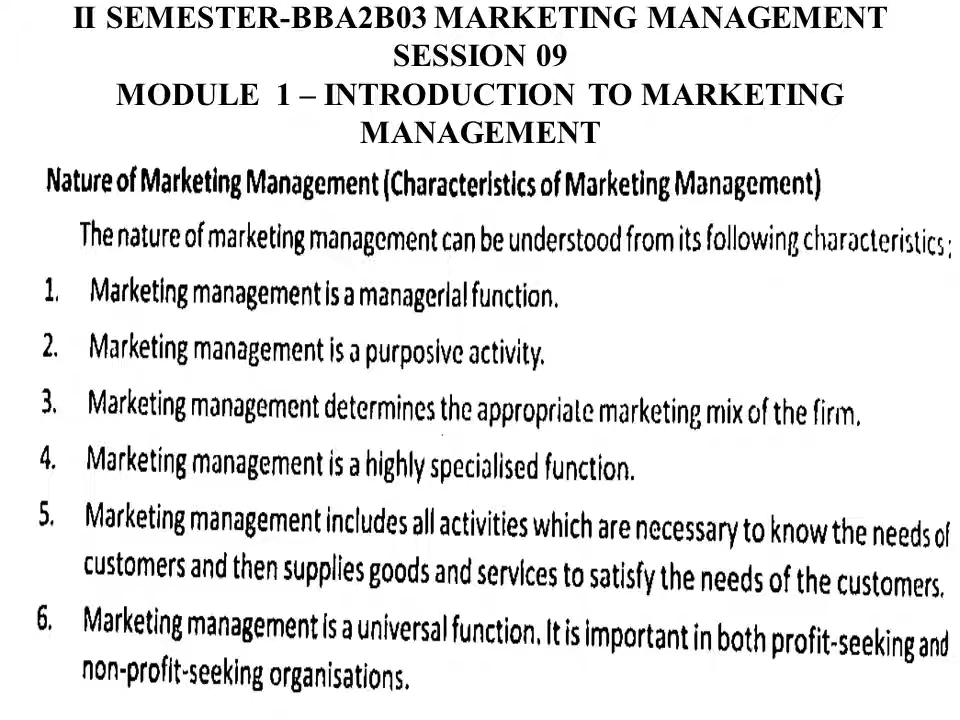 II SEMESTER-BBA2B03 MARKETING MANAGEMENT
SESSION 09
MODULE 1 – INTRODUCTION TO MARKETING
MANAGEMENT
Nature of Marketing Management (Characteristics of Marketing Management)
The nature of marketing management can be understood from its following characteristics:
1. Marketing management is a managerial function.
2. Marketing management is a purposive activity.
3. Marketing management determines the appropriate marketing mix of the firm.
4. Marketing management is a highly specialised function.
5. Marketing management includes all activities which are necessary to know the needs of
customers and then supplies goods and services to satisfy the needs of the customers.
6. Marketing management is a universal function. It is important in both profit-seeking and
non-profit-seeking organisations.